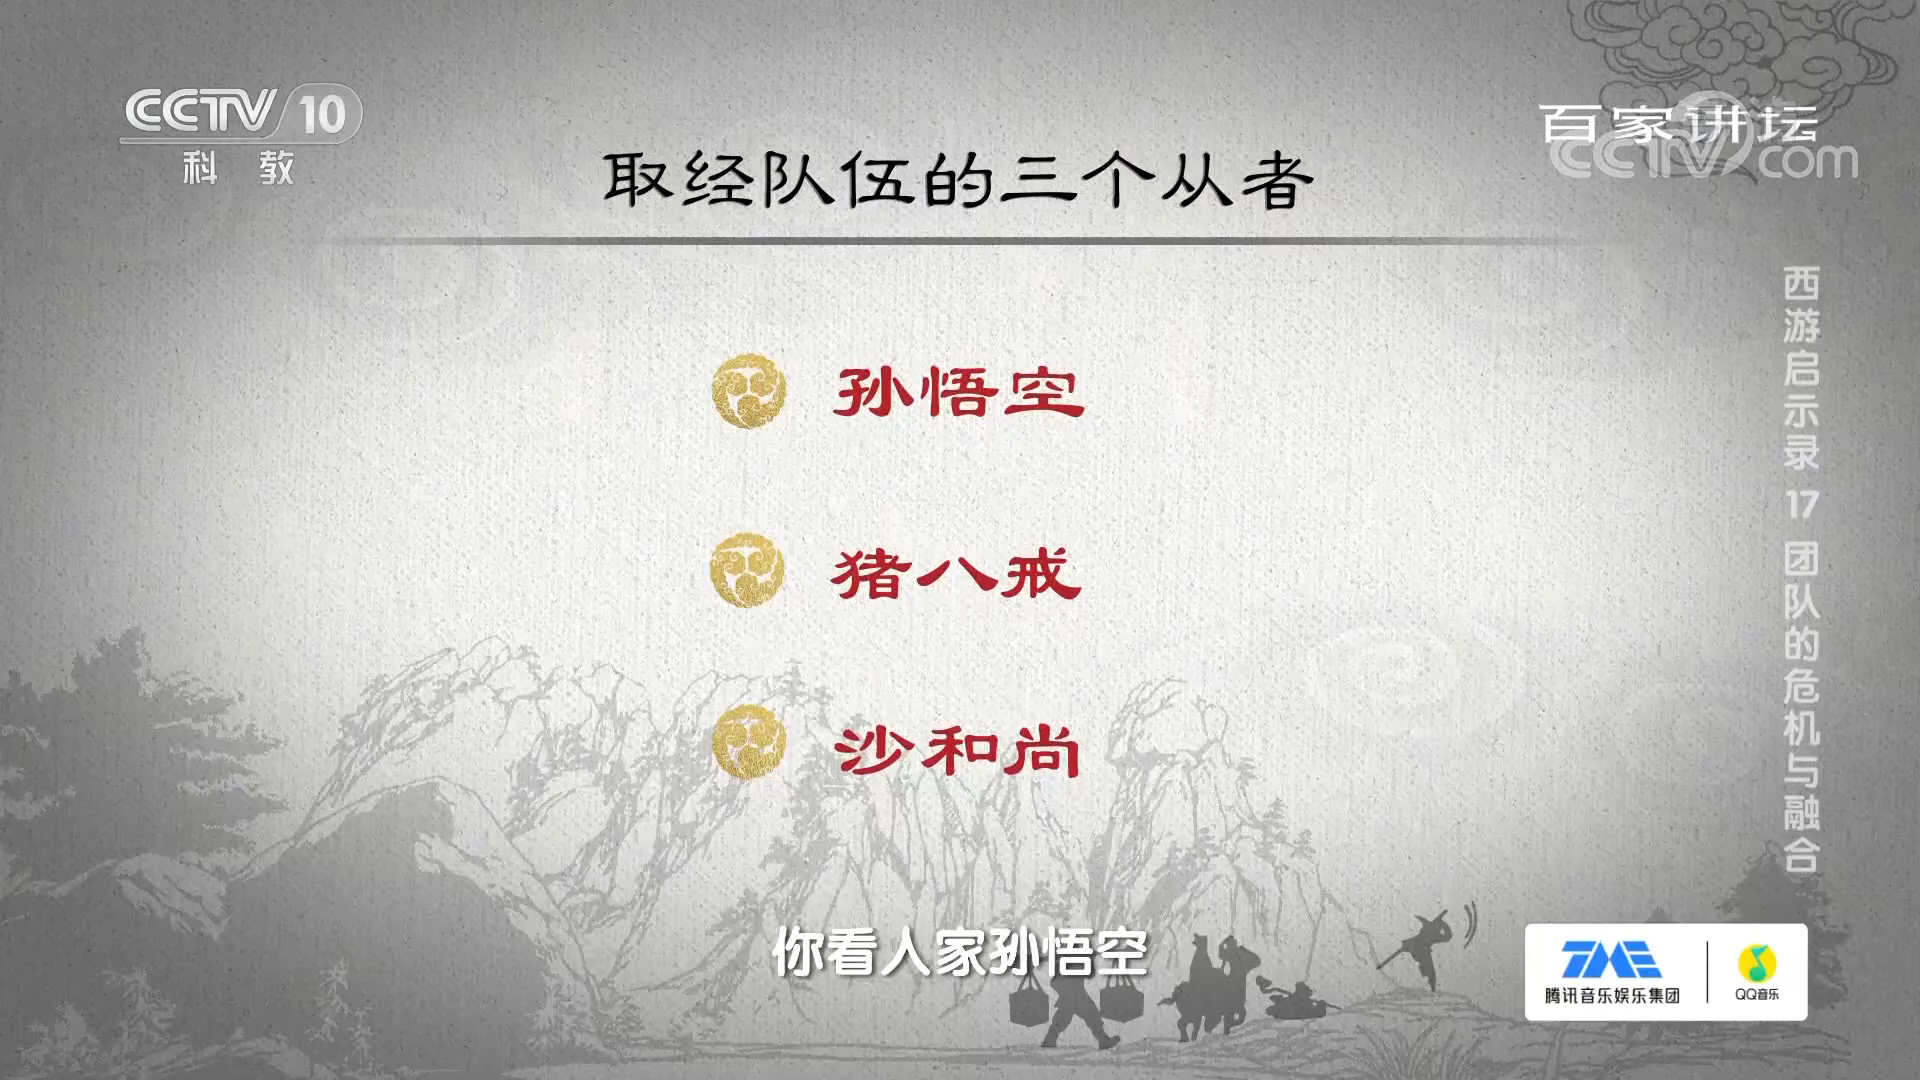 CCTV 10
科 教
百家讲坛
CCTV com
取经队伍的三个从者
孙悟空
猪八戒
沙和尚
西游启示录 17 团队的危机与融合
你看人家孙悟空
TME
腾讯音乐娱乐集团
QQ音乐